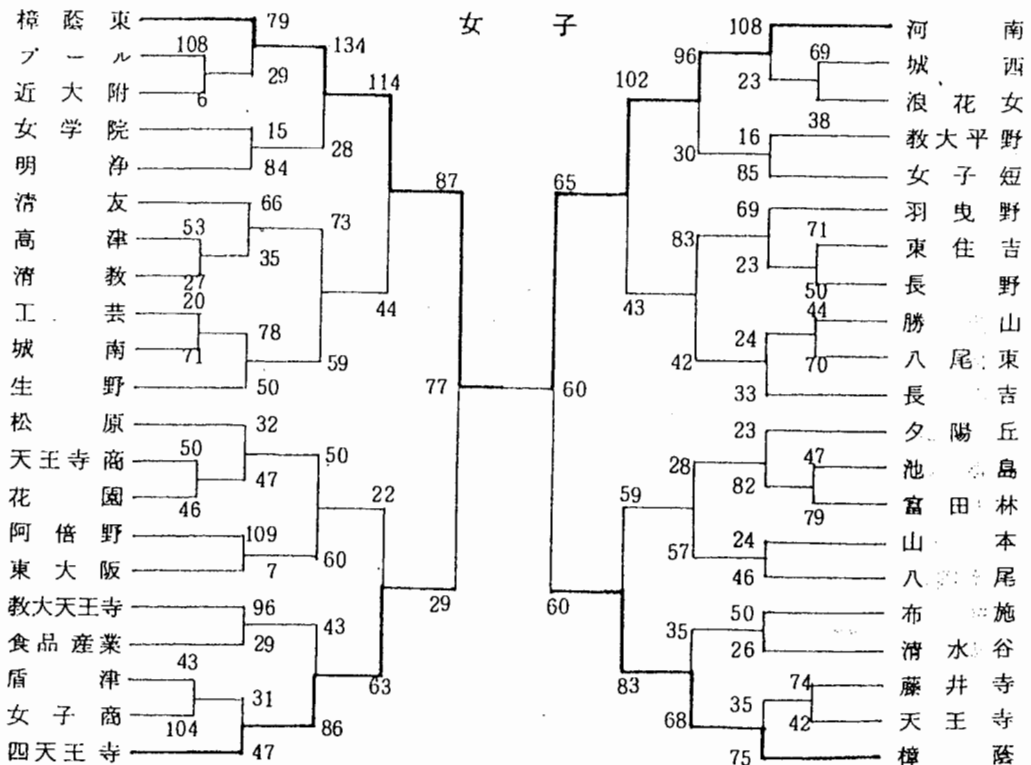 女子
樟蔭東
プール
近大附
女学院
明浄
清友
高津
清教
工芸
城南
生野
松原
天王寺商
花園
阿倍野
東大阪
教大天王寺
食品産業
盾津
女子商
四天王寺
79
108
6
29
134
15
84
28
114
66
53
27
35
73
20
71
78
50
59
44
87
32
50
46
47
50
109
7
60
22
96
29
43
43
104
31
47
86
63
29
77
60
65
102
96
108
23
69
38
16
85
30
83
69
23
71
50
44
70
24
33
42
43
23
47
79
82
28
24
46
57
59
60
50
26
35
74
42
35
75
68
83
河南
城西
浪花女
教大平野
女子短
羽曳野
東住吉
長野
勝山
八尾東
長吉
夕陽丘
池島
富田林
山本
八尾
布施
清水谷
藤井寺
天王寺
樟蔭